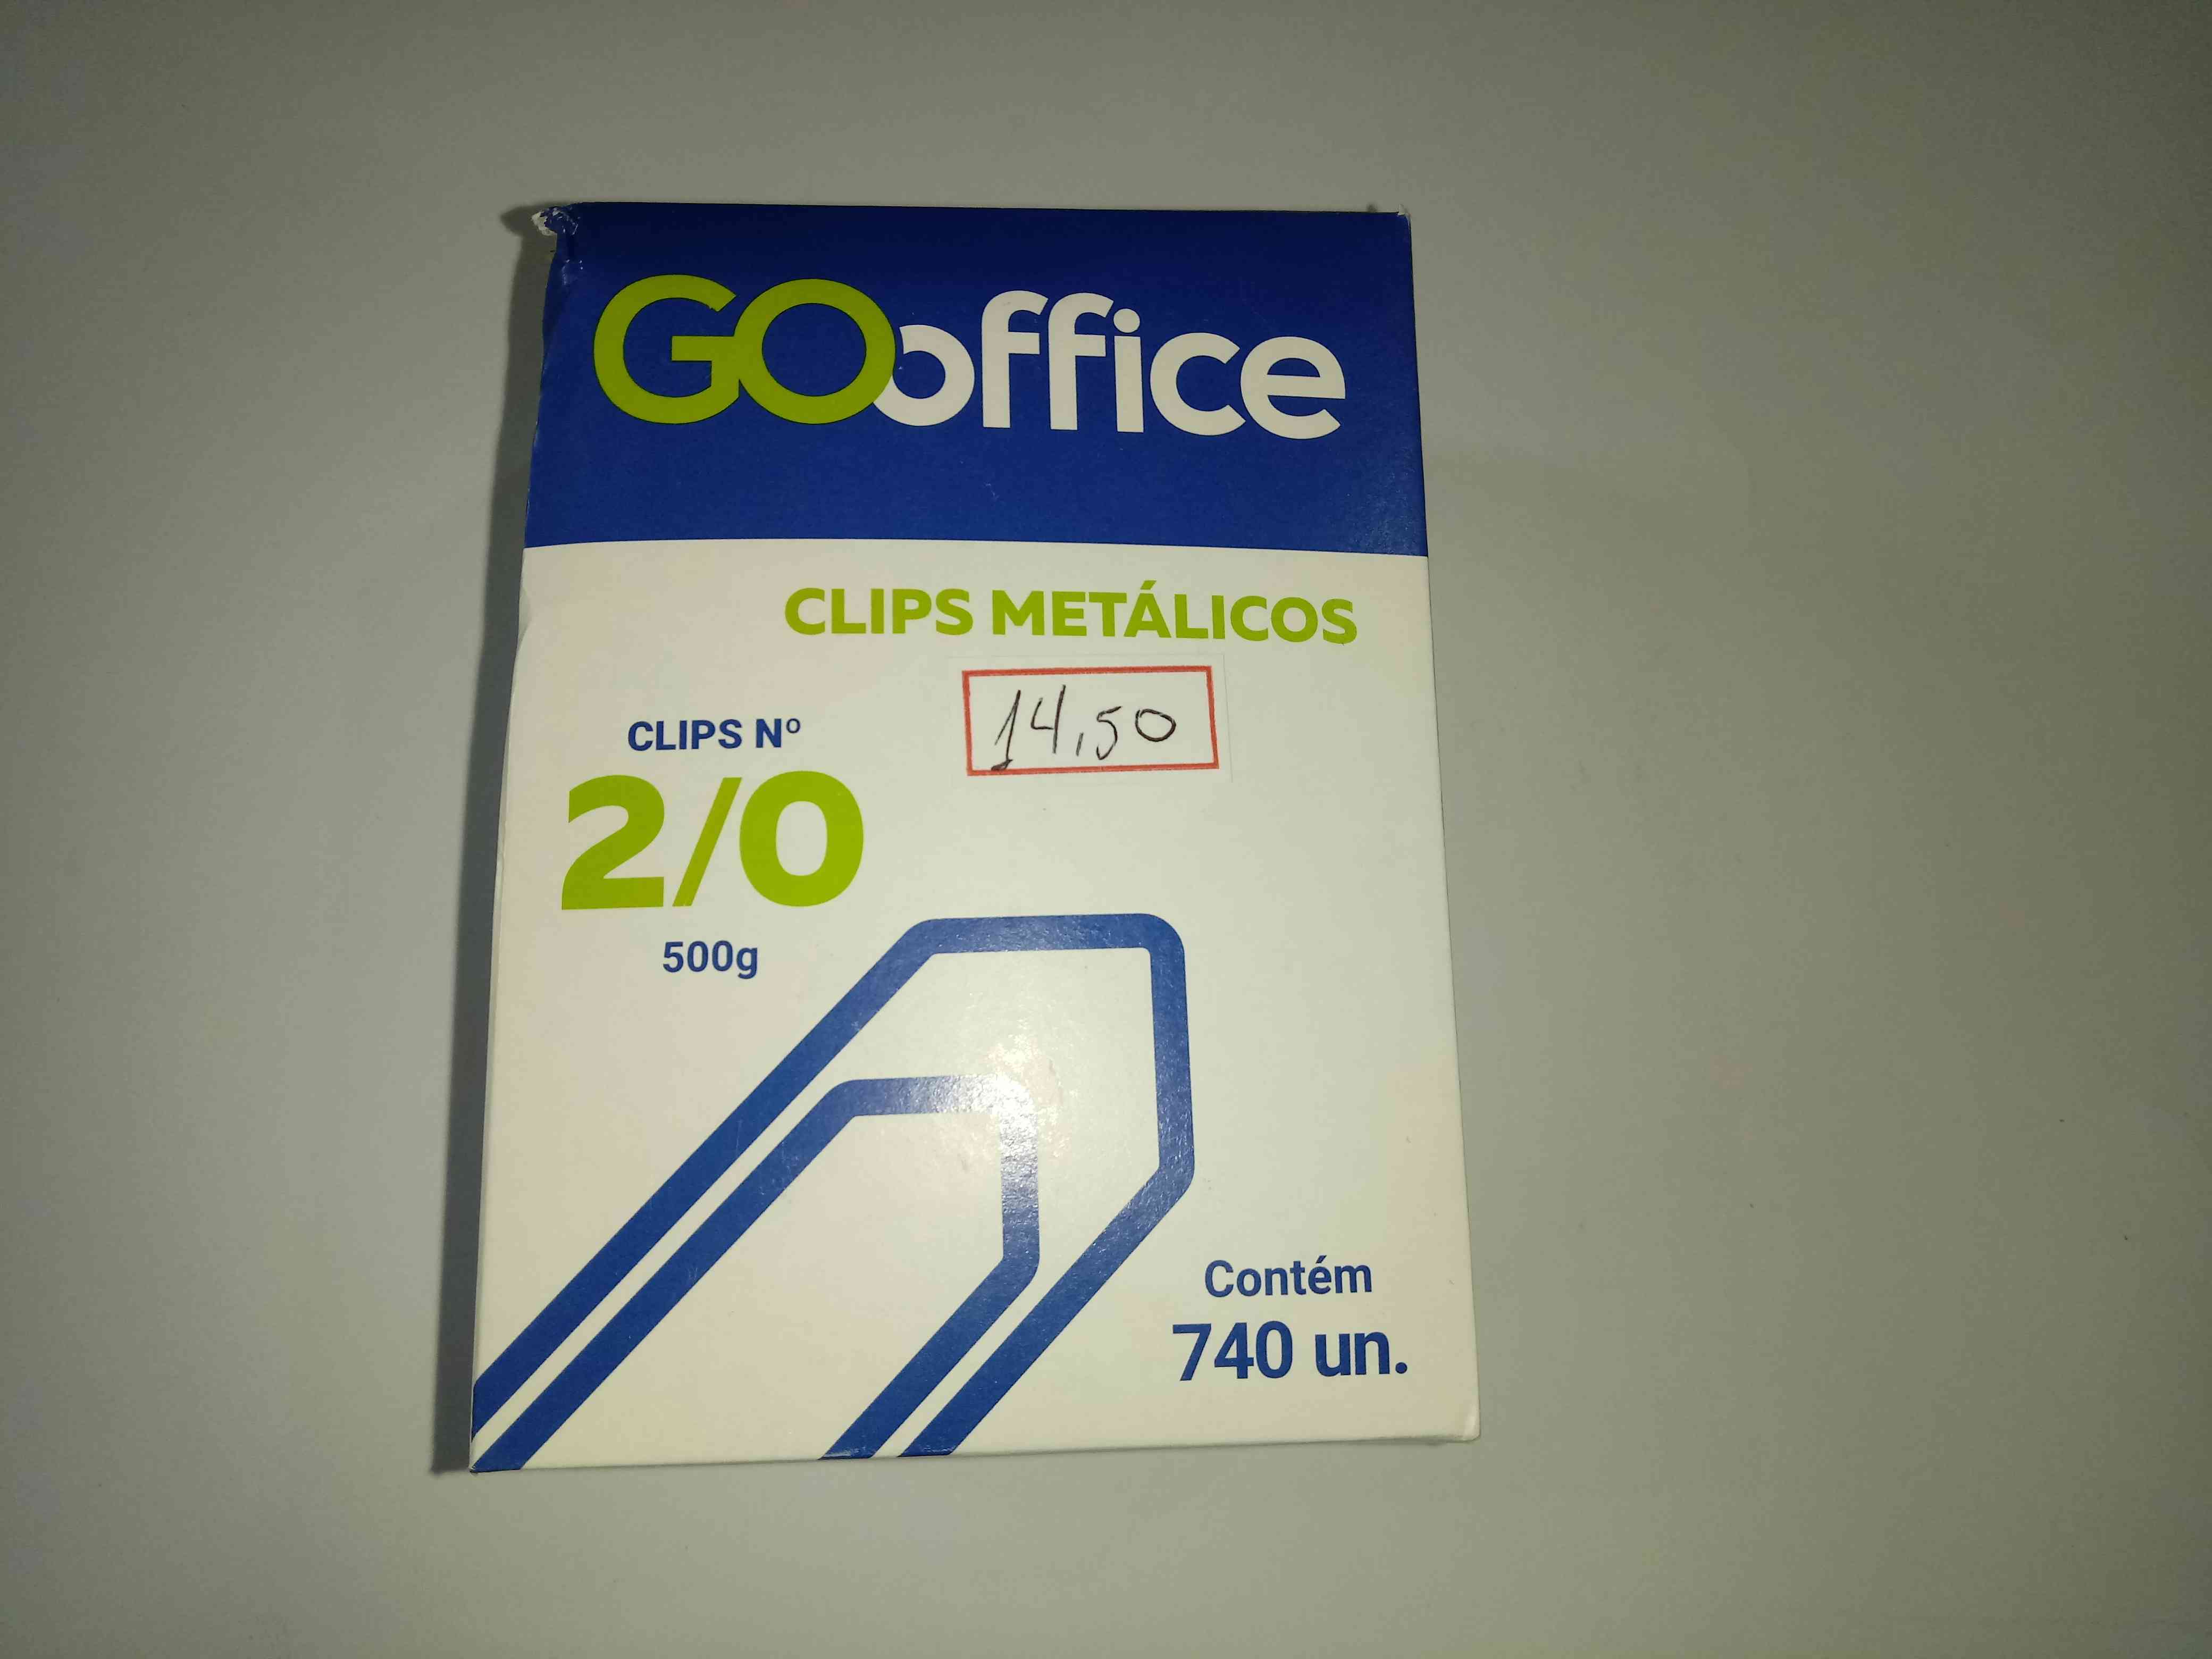 GOoffice
CLIPS METÁLICOS
14,50
CLIPS Nº
2/0
500g
Contém
740 un.